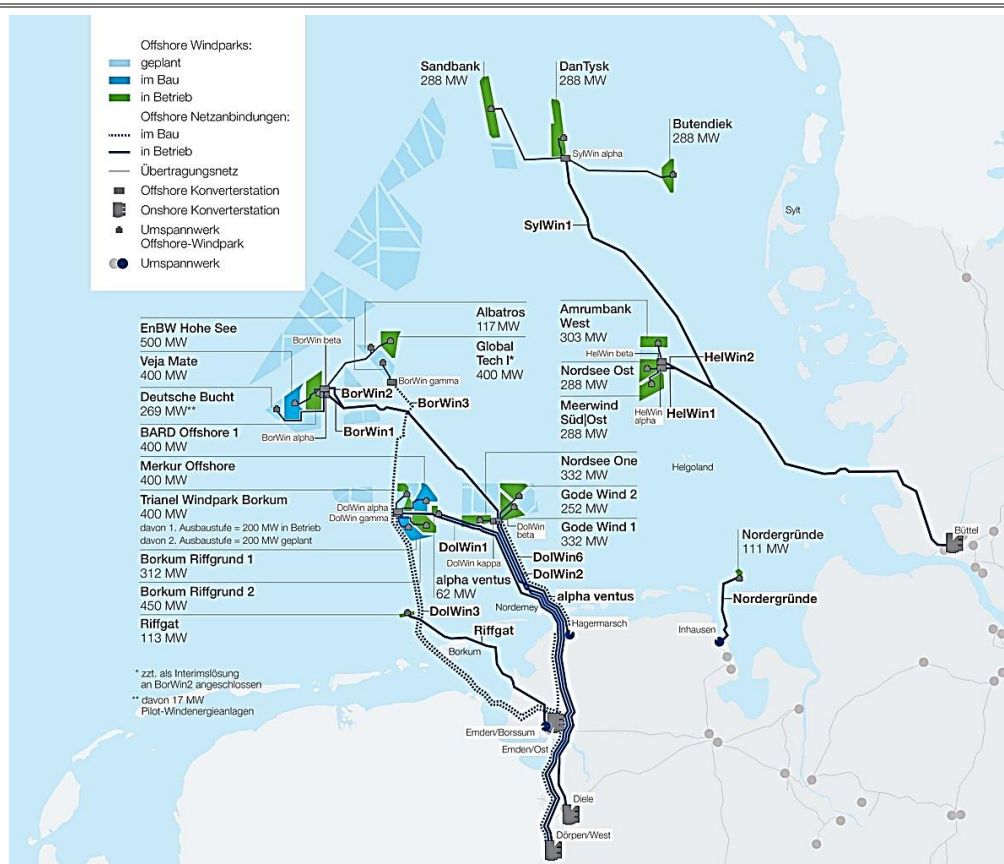 Offshore Windparks:
geplant
im Bau
in Betrieb
Offshore Netzanbindungen:
im Bau
in Betrieb
Übertragungsnetz
Offshore Konverterstation
Onshore Konverterstation
Umspannwerk
Offshore-Windpark
Umspannwerk
Sandbank
288 MW
DanTysk
288 MW
Butendiek
288 MW
SylWin alpha
SylWin1
Sylt
EnBW Hohe See
500 MW
Veja Mate
400 MW
Deutsche Bucht
269 MW**
BARD Offshore 1
400 MW
Merkur Offshore
400 MW
Trianel Windpark Borkum
400 MW
davon 1. Ausbaustufe = 200 MW in Betrieb
davon 2. Ausbaustufe = 200 MW geplant
Borkum Riffgrund 1
312 MW
Borkum Riffgrund 2
450 MW
Riffgat
113 MW
* zzt. als Interimslösung
an BorWin2 angeschlossen
** davon 17 MW
Pilot-Windenergieanlagen
Albatros
117 MW
Global
Tech I*
400 MW
BorWin beta
BorWin gamma
BorWin2
BorWin3
BorWin1
BorWin alpha
Amrumbank
West
303 MW
HelWin beta
HelWin2
Nordsee Ost
288 MW
Meerwind
Süd|Ost
288 MW
HelWin
alpha
HelWin1
Helgoland
Nordsee One
332 MW
Gode Wind 2
252 MW
Gode Wind 1
332 MW
DolWin alpha
DolWin gamma
DolWin
beta
DolWin1
DolWin kappa
DolWin6
DolWin2
alpha ventus
62 MW
alpha ventus
DolWin3
Norderney
Hagermarsch
Riffgat
Borkum
Nordergründe
111 MW
Nordergründe
Inhausen
Büttel
Emden/Borssum
Emden/Ost
Diele
Dörpen/West